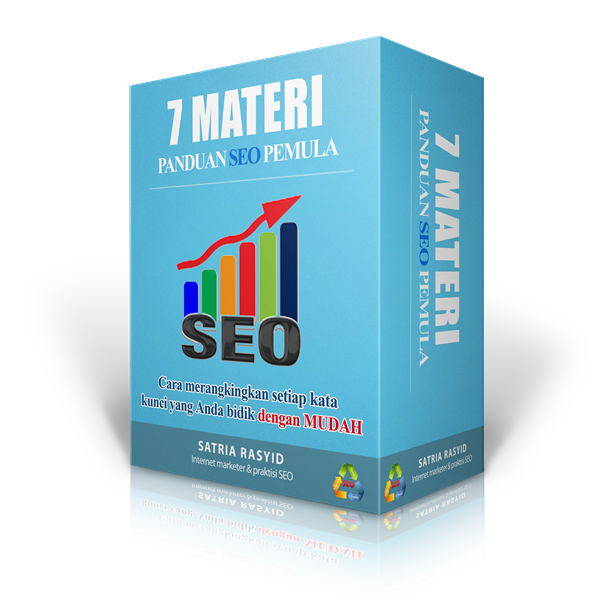 7 MATERI
PANDUAN SEO PEMULA
SEO
Cara merangkingkan setiap kata
kunci yang Anda bidik dengan MUDAH
SATRIA RASYID
Internet marketer & praktisi SEO
7 MATERI
PANDUAN SEO PEMULA
SATRIA RASYID
Internet marketer & praktisi SEO